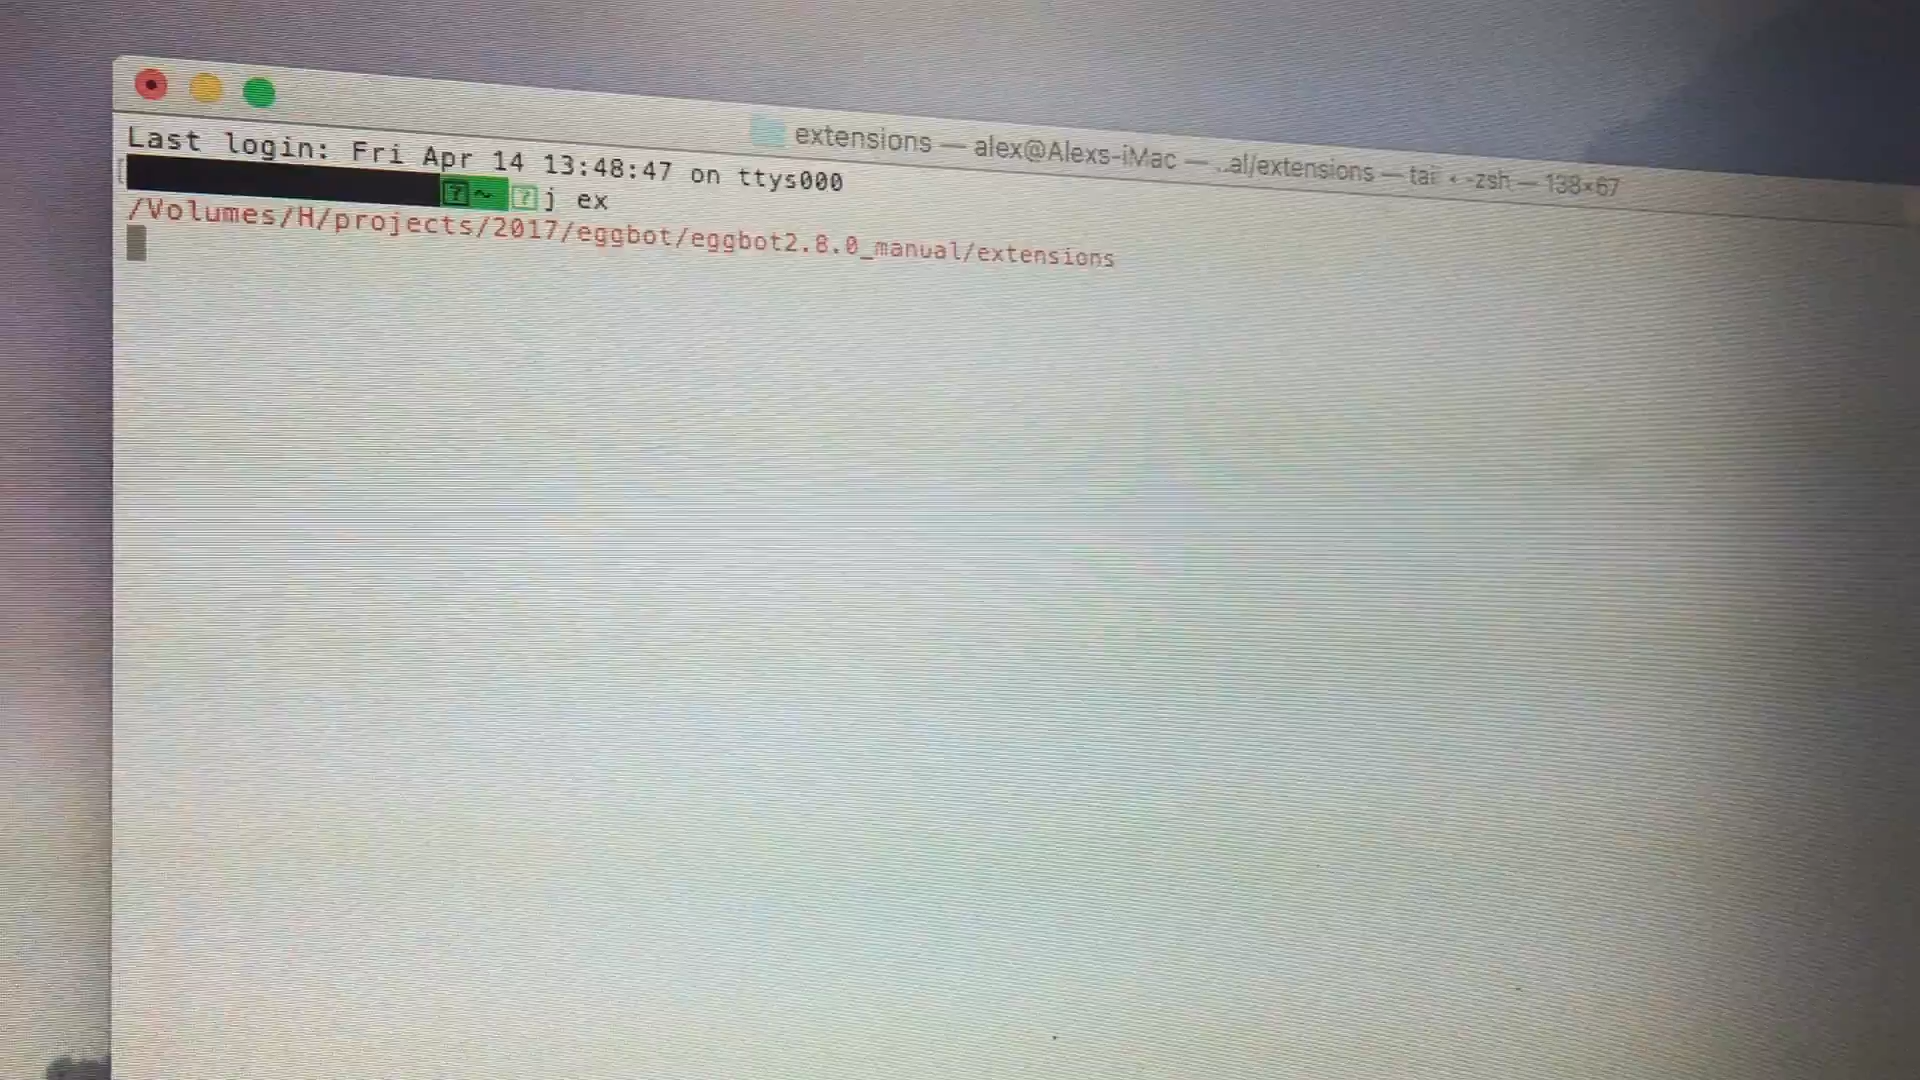 extensions — alex@Alexs-iMac — ...al/extensions — tai ◂ -zsh — 138×67
Last login: Fri Apr 14 13:48:47 on ttys000
~ j ex
/Volumes/H/projects/2017/eggbot/eggbot2.8.0_manual/extensions